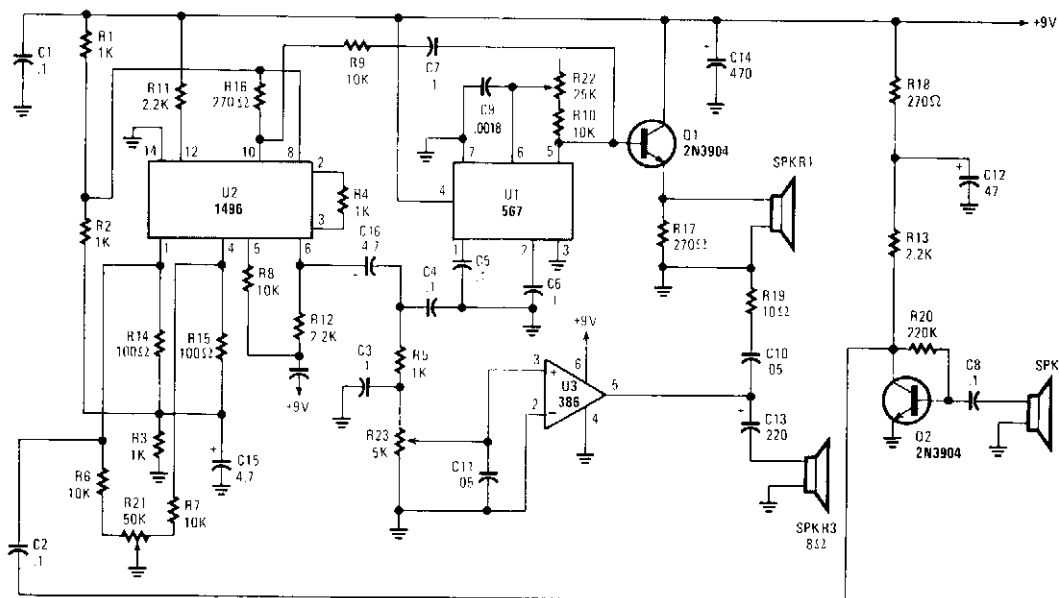 +9V
C1
.1
R1
1K
R11
2.2K
R16
270Ω
R9
10K
C7
1
C9
.0018
R22
25K
R10
10K
C14
470
Q1
2N3904
R18
270Ω
C12
47
SPKR1
14
12
10
8
2
3
U2
1496
1
4
5
6
R4
1K
7
6
5
4
U1
567
1
2
3
R2
1K
C16
4.7
C4
.1
C5
C6
1
R17
270Ω
R13
2.2K
R8
10K
R12
2.2K
+9V
R14
100Ω
R15
100Ω
R19
10Ω
R20
220K
C8
.1
SPK
Q2
2N3904
C3
1
R5
1K
R23
5K
+9V
3
2
6
5
4
+
−
U3
386
C10
05
C13
220
C11
05
R3
1K
C15
4.7
R6
10K
R21
50K
R7
10K
C2
.1
SPKR3
8Ω